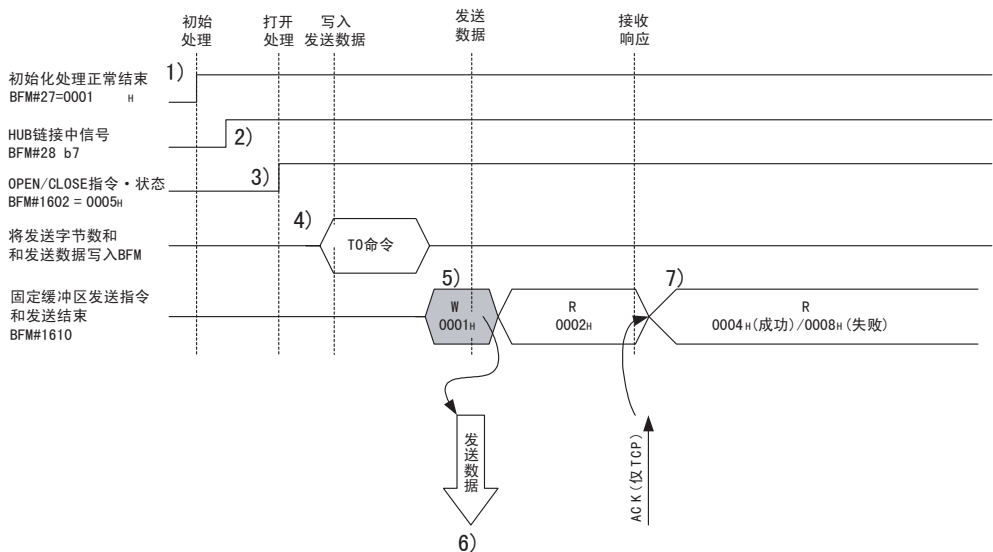 初始
处理
打开
处理
写入
发送数据
发送
数据
接收
响应
初始化处理正常结束
BFM#27=0001 H
1)
HUB链接中信号
BFM#28 b7
2)
OPEN/CLOSE指令·状态
BFM#1602 = 0005H
3)
将发送字节数和
和发送数据写入BFM
4)
TO命令
固定缓冲区发送指令
和发送结束
BFM#1610
5)
W
0001H
R
0002H
7)
R
0004H(成功)/0008H(失败)
发送数据
6)
ACK(仅TCP)